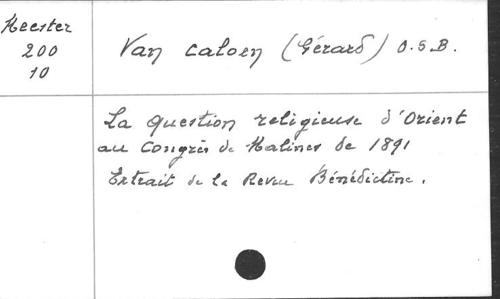 Heester
200
10
Van Caloen (Gérard) O.S.B.
La question religieuse d'Orient
au Congrès de Malines de 1891
Extrait de la Revue Bénédictine.